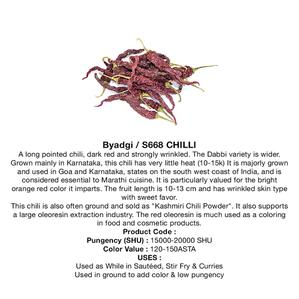 Byadgi / S668 CHILLI
A long pointed chili, dark red and strongly wrinkled. The Dabbi variety is wider.
Grown mainly in Karnataka, this chili has very little heat (10-15k) It is majorly grown
and used in Goa and Karnataka, states on the south west coast of India, and is
considered essential to Marathi cuisine. It is particularly valued for the bright
orange red color it imparts. The fruit length is 10-13 cm and has wrinkled skin type
with sweet favor.
This chili is also often ground and sold as "Kashmiri Chili Powder". It also supports
a large oleoresin extraction industry. The red oleoresin is much used as a coloring
in food and cosmetic products.
Product Code :
Pungency (SHU) : 15000-20000 SHU
Color Value : 120-150ASTA
USES :
Used as While in Sautéed, Stir Fry & Curries
Used in ground to add color & low pungency